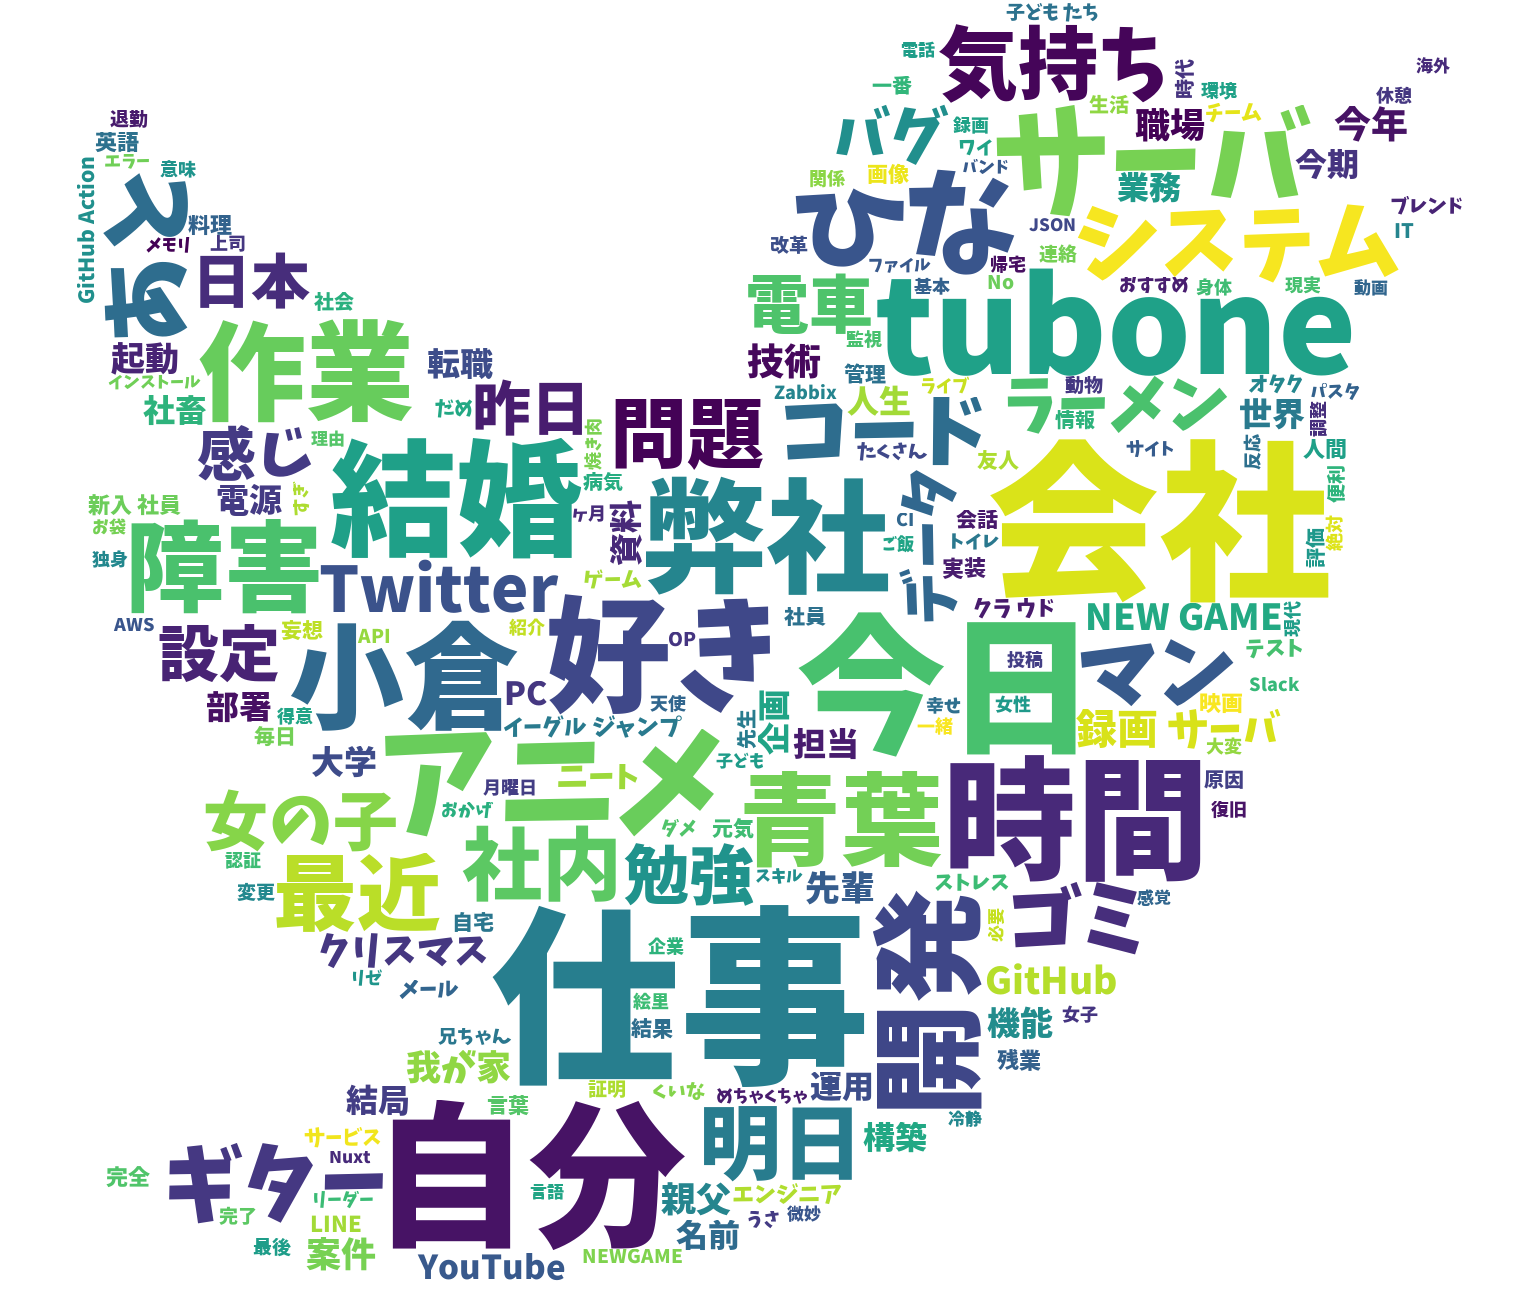 子ども たち
電話
気持ち
時代
海外
一番
環境
休憩
退勤
生活
チーム
バグ
録画
職場
今年
英語
ワイ
サーバ
エラー
意味
バンド
今期
関係
画像
業務
GitHub Action
ひな
ブレンド
すス
料理
JSON
システム
IT
メモリ
上司
改革
連絡
ファイル
帰宅
日本
基本
No
おすすめ
身体
現実
動画
社会
電車
tubone
起動
作業
監視
転職
技術
インストール
管理
ライブ
動物
オタク
パスタ
社畜
だめ
昨日
Zabbix
人生
ラーメン
世界
調整
問題
コード
情報
感じ
理由
焼き肉
たくさん
サイト
反応
人間
友人
結婚
病気
会社
便利
電源
すき
新入 社員
ヶ月
弊社
データ
お袋
資料
CI
会話
絶対
障害
ご飯
トイレ
評価
独身
Twitter
ゲーム
実装
AWS
社員
クラウド
NEW GAME
現代
設定
妄想
API
紹介
好き
OP
今日
マン
テスト
小倉
投稿
部署
PC
天使
企画
幸せ
女性
Slack
得意
先生
映画
毎日
イーグル ジャンプ
担当
一緒
録画 サーバ
大変
大学
アニメ
ニート
子ども
時間
原因
月曜日
女の子
おかげ
青葉
復旧
ダメ
元気
認証
社内
最近
勉強
スキル
先輩
ストレス
変更
ゴミ
感覚
自宅
仕事
開発
必要
クリスマス
企業
リゼ
メール
GitHub
絵里
兄ちゃん
結果
機能
女子
我が家
残業
証明
くいな
めちゃくちゃ
運用
結局
言葉
冷静
自分
明日
構築
サービス
ギター
Nuxt
完全
言語
親父
エンジニア
リーダー
うさ
微妙
完了
LINE
名前
最後
案件
YouTube
NEWGAME